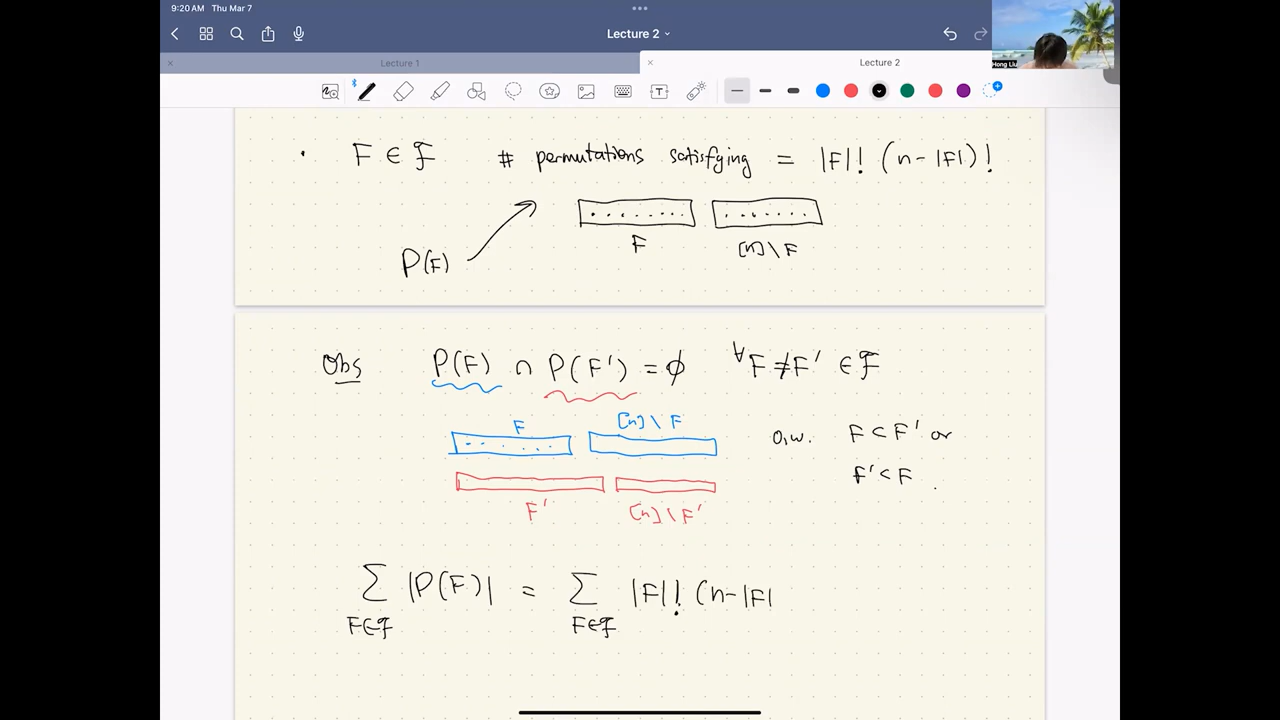 9:20 AM Thu Mar 7
Lecture 2
Hong Liu
Lecture 1
Lecture 2
T
· F ∈ ℱ # permutations satisfying = |F|! (n - |F|)!
F [n] \ F
P(F)
Obs P(F) ∩ P(F') = ∅ ∀ F ≠ F' ∈ ℱ
F [n] \ F
o.w. F ⊂ F' or
F' ⊂ F
F' [n] \ F'
∑ |P(F)| = ∑ |F|! (n - |F|
F∈ℱ F∈ℱ